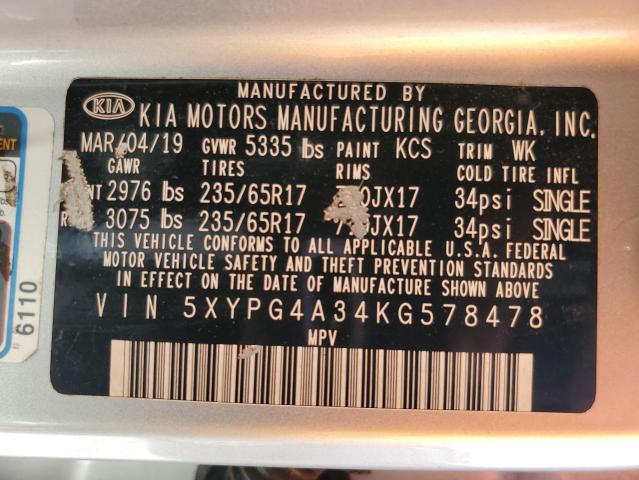 MANUFACTURED BY
KIA KIA MOTORS MANUFACTURING GEORGIA, INC.
MAR/04/19 GVWR 5335 lbs PAINT KCS TRIM WK
GAWR TIRES RIMS COLD TIRE INFL
2976 lbs 235/65R17 JX17 34psi SINGLE
3075 lbs 235/65R17 JX17 34psi SINGLE
THIS VEHICLE CONFORMS TO ALL APPLICABLE U.S.A. FEDERAL
MOTOR VEHICLE SAFETY AND THEFT PREVENTION STANDARDS
IN EFFECT ON THE DATE OF MANUFACTURE SHOWN ABOVE
VIN 5XYPG4A34KG578478
MPV
6110